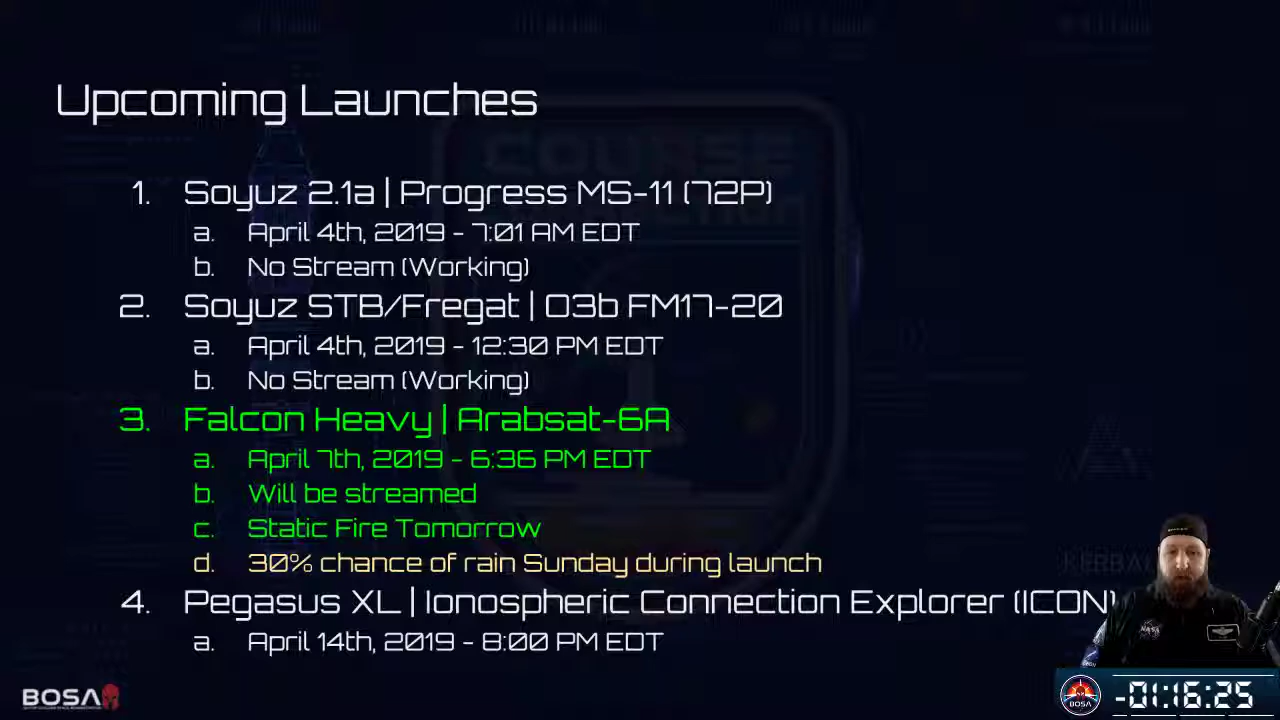 Upcoming Launches
1. Soyuz 2.1a | Progress MS-11 (72P)
a. April 4th, 2019 - 7:01 AM EDT
b. No Stream (Working)
2. Soyuz STB/Fregat | O3b FM17-20
a. April 4th, 2019 - 12:30 PM EDT
b. No Stream (Working)
3. Falcon Heavy | Arabsat-6A
a. April 7th, 2019 - 6:36 PM EDT
b. Will be streamed
c. Static Fire Tomorrow
d. 30% chance of rain Sunday during launch
4. Pegasus XL | Ionospheric Connection Explorer (ICON)
a. April 14th, 2019 - 8:00 PM EDT
COURSE
KERBAL
NASA
BOSA
BOSA
-01:16:25